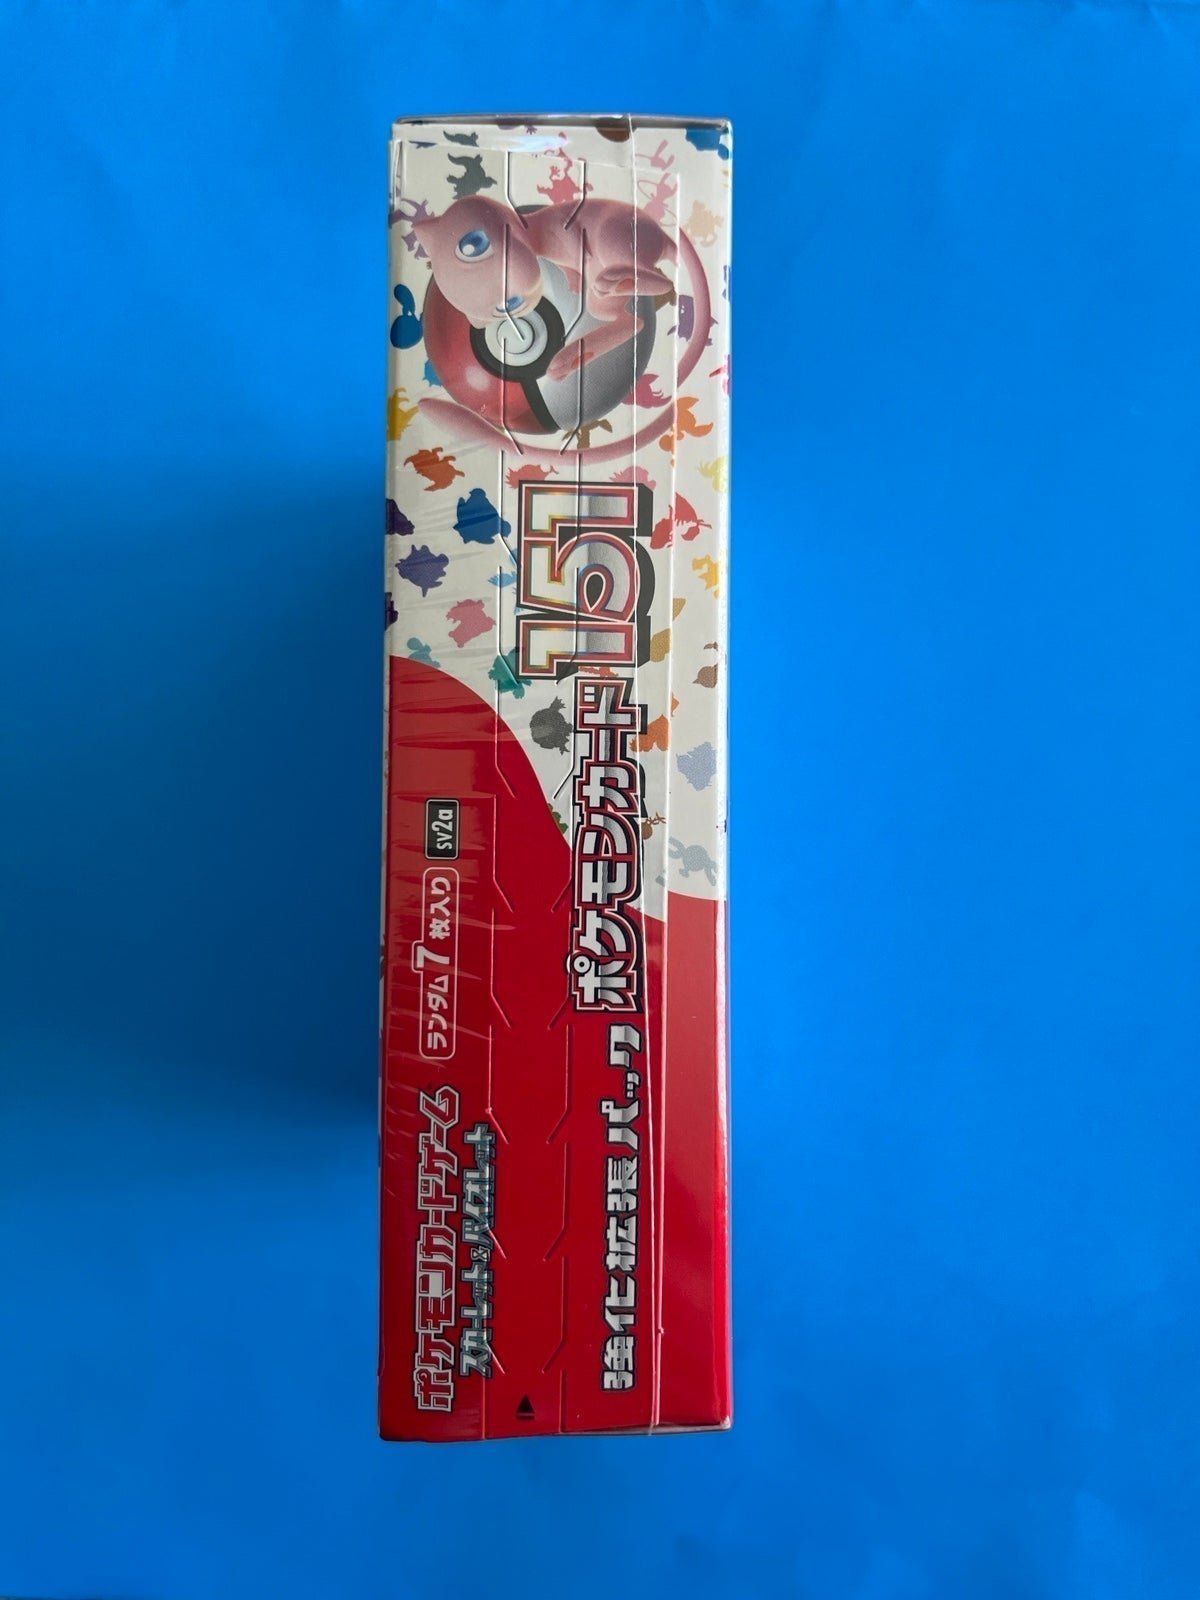 ポケモンカードゲーム
スカーレット&バイオレット
ランダム7枚入り
sv2a
強化拡張パック
ポケモンカード151